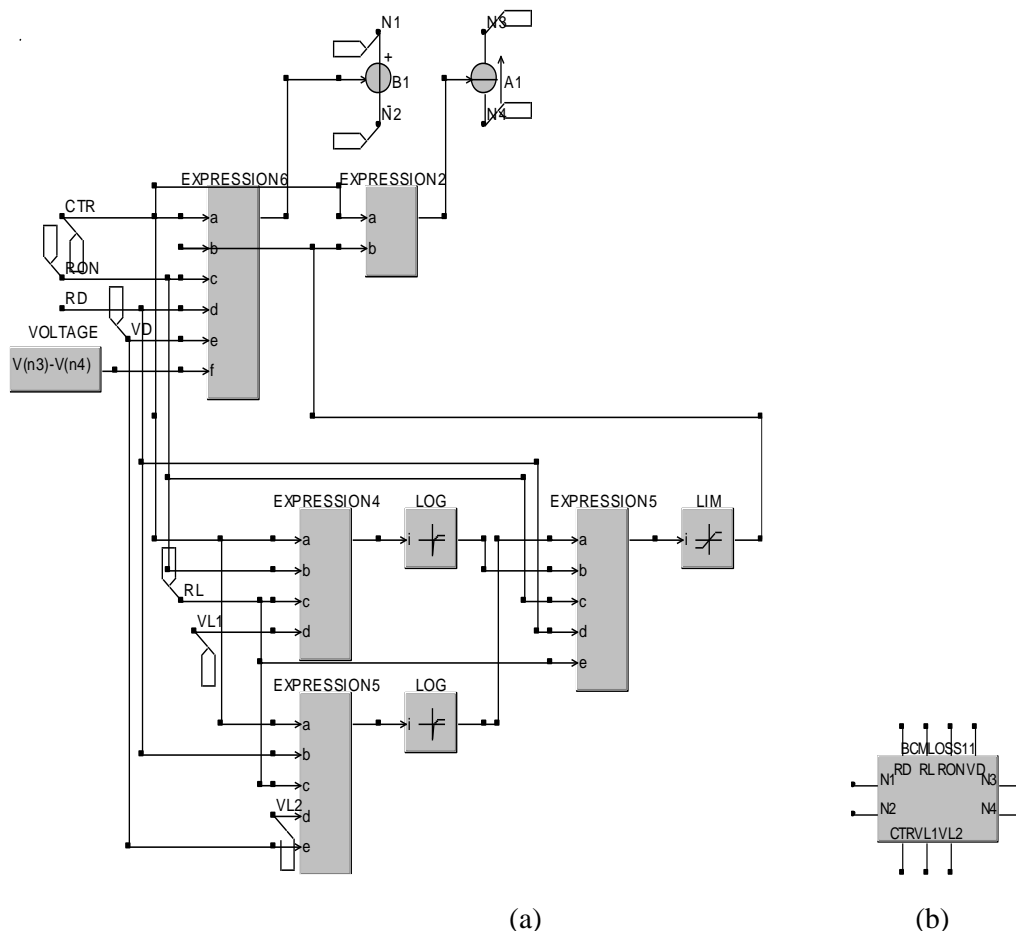 N1
N3
+
B1
A1
N2
N4
EXPRESSION6
EXPRESSION2
CTR
a
a
b
b
RON
c
RD
d
VOLTAGE
VD
e
V(n3)-V(n4)
f
EXPRESSION4
LOG
EXPRESSION5
LIM
a
i
a
i
b
b
RL
c
c
VL1
d
d
e
EXPRESSION5
LOG
a
i
b
c
VL2
d
e
BCMLOSS11
RD RL RON VD
N1
N3
N2
N4
CTR VL1 VL2
(a)
(b)